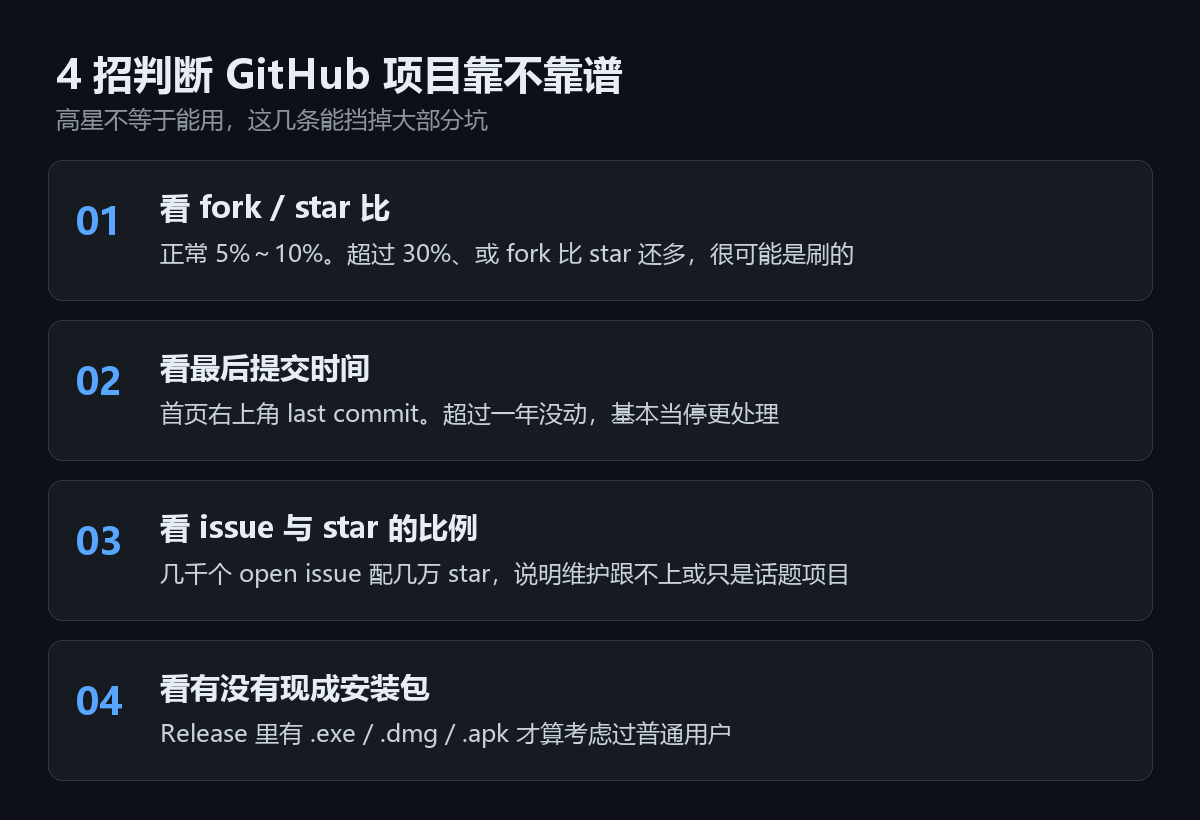 4 招判断 GitHub 项目靠不靠谱
高星不等于能用，这几条能挡掉大部分坑
01
看 fork / star 比
正常 5%～10%。超过 30%、或 fork 比 star 还多，很可能是刷的
02
看最后提交时间
首页右上角 last commit。超过一年没动，基本当停更处理
03
看 issue 与 star 的比例
几千个 open issue 配几万 star，说明维护跟不上或只是话题项目
04
看有没有现成安装包
Release 里有 .exe / .dmg / .apk 才算考虑过普通用户